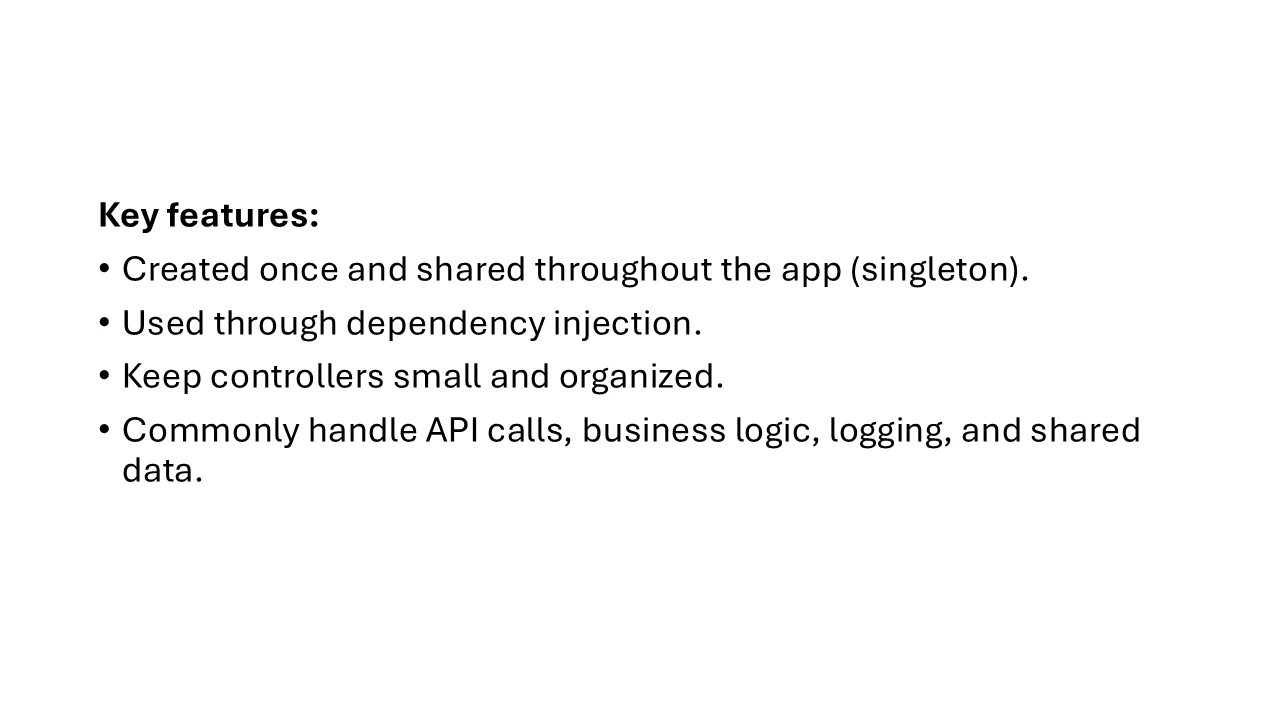 Key features:
• Created once and shared throughout the app (singleton).
• Used through dependency injection.
• Keep controllers small and organized.
• Commonly handle API calls, business logic, logging, and shared
data.